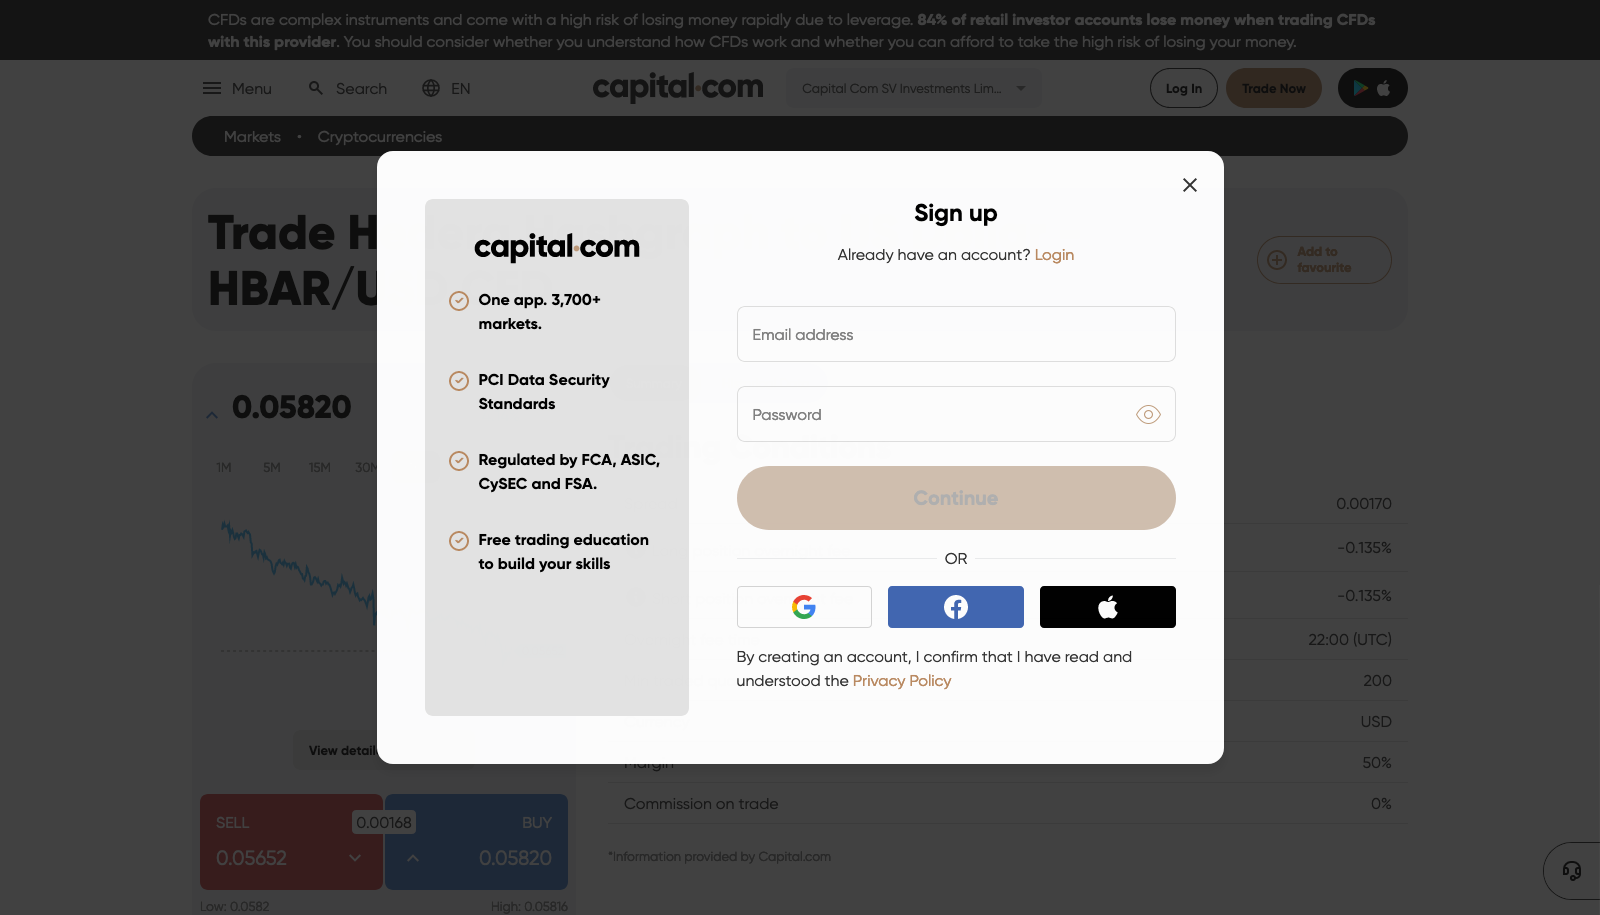 CFDs are complex instruments and come with a high risk of losing money rapidly due to leverage. 84% of retail investor accounts lose money when trading CFDs
with this provider. You should consider whether you understand how CFDs work and whether you can afford to take the high risk of losing your money.
Menu
Search
EN
capital.com
Capital Com SV Investments Lim...
Log In
Trade Now
Markets • Cryptocurrencies
Trade H
HBAR/U
Add to
favourite
0.05820
1M 5M 15M 30M
View detail
SELL
0.00168
BUY
0.05652
0.05820
Low: 0.0582
High: 0.05816
capital.com
One app. 3,700+
markets.
PCI Data Security
Standards
Regulated by FCA, ASIC,
CySEC and FSA.
Free trading education
to build your skills
Sign up
Already have an account? Login
Email address
Password
Continue
OR
By creating an account, I confirm that I have read and
understood the Privacy Policy
0.00170
-0.135%
-0.135%
22:00 (UTC)
200
USD
Margin 50%
Commission on trade 0%
*Information provided by Capital.com